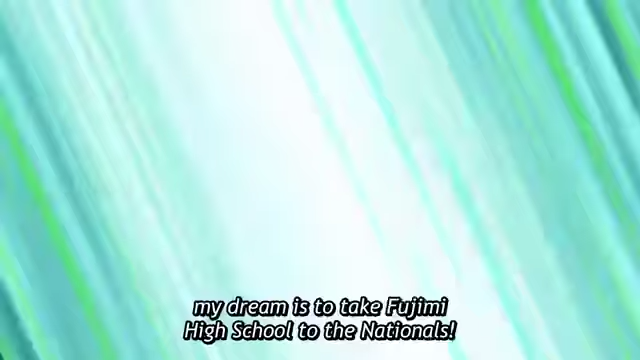 my dream is to take Fujimi
High School to the Nationals!